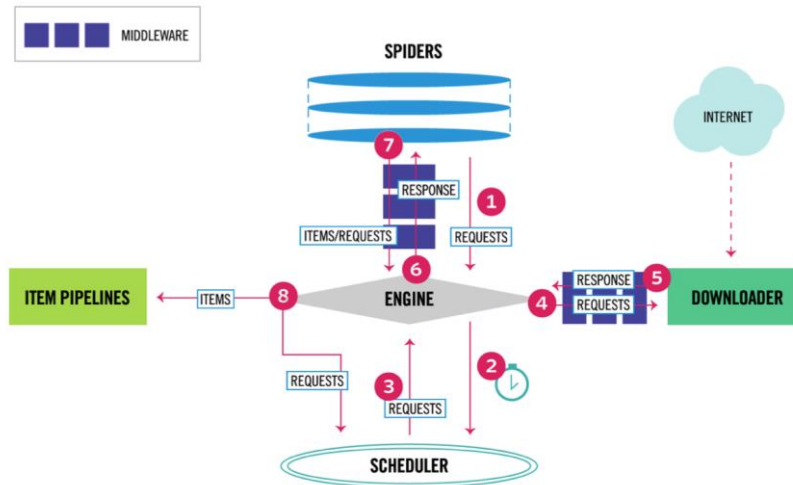 MIDDLEWARE
SPIDERS
INTERNET
7
RESPONSE
1
ITEMS/REQUESTS
REQUESTS
6
RESPONSE
5
ITEM PIPELINES
ITEMS
8
ENGINE
4
REQUESTS
DOWNLOADER
2
REQUESTS
3
REQUESTS
SCHEDULER